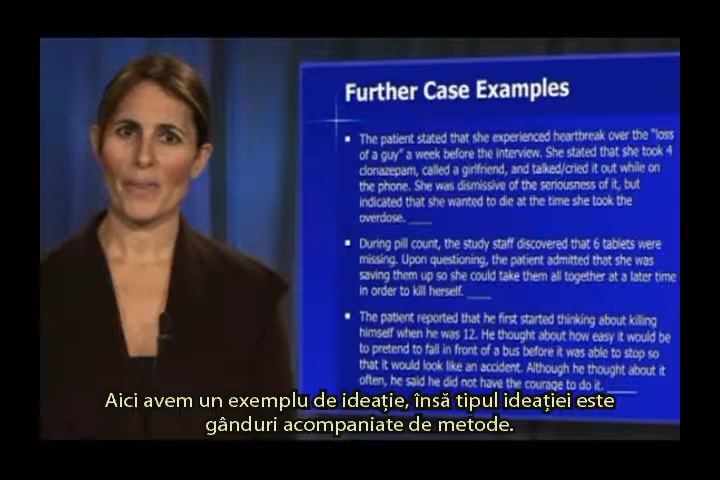 Further Case Examples
The patient stated that she experienced heartbreak over the "loss
of a guy" a week before the interview. She stated that she took 4
clonazepam, called a girlfriend, and talked/cried it out while on
the phone. She was dismissive of the seriousness of it, but
indicated that she wanted to die at the time she took the
overdose. ____
During pill count, the study staff discovered that 6 tablets were
missing. Upon questioning, the patient admitted that she was
saving them up so she could take them all together at a later time
in order to kill herself. ____
The patient reported that he first started thinking about killing
himself when he was 12. He thought about how easy it would be
to pretend to fall in front of a bus before it was able to stop so
that it would look like an accident. Although he thought about it
often, he said he did not have the courage to do it. ____
Aici avem un exemplu de ideație, însă tipul ideației este
gânduri acompaniate de metode.